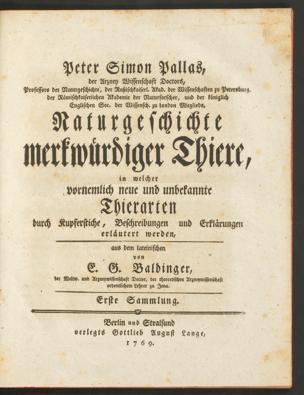 Peter Simon Pallas,
der Arzney Wissenschaft Doctors,
Professors der Naturgeschichte, der Rußischkaiserl. Akad. der Wissenschaften zu Petersburg,
der Römischkaiserlichen Akademie der Naturforscher, und der königlich
Englischen Soc. der Wissensch. zu London Mitglieds,
Naturgeschichte
merkwürdiger Thiere,
in welcher
vornemlich neue und unbekannte
Thierarten
durch Kupferstiche, Beschreibungen und Erklärungen
erläutert werden,
aus dem lateinischen
von
E. G. Baldinger,
der Weltw. und Arzneywissenschaft Doctor, der theoretischen Arzneywissenschaft
ordentlichen Lehrer zu Jena.
Erste Sammlung.
Berlin und Stralsund
verlegts Gottlieb August Lange,
1769.